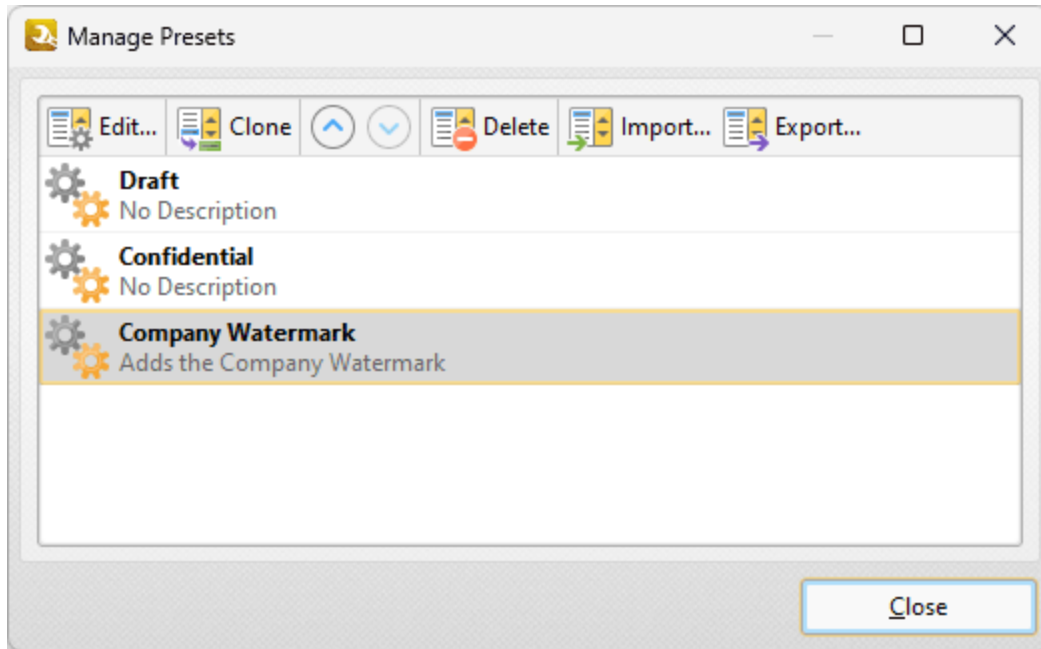 Manage Presets
Edit... Clone Delete Import... Export...
Draft
No Description
Confidential
No Description
Company Watermark
Adds the Company Watermark
Close